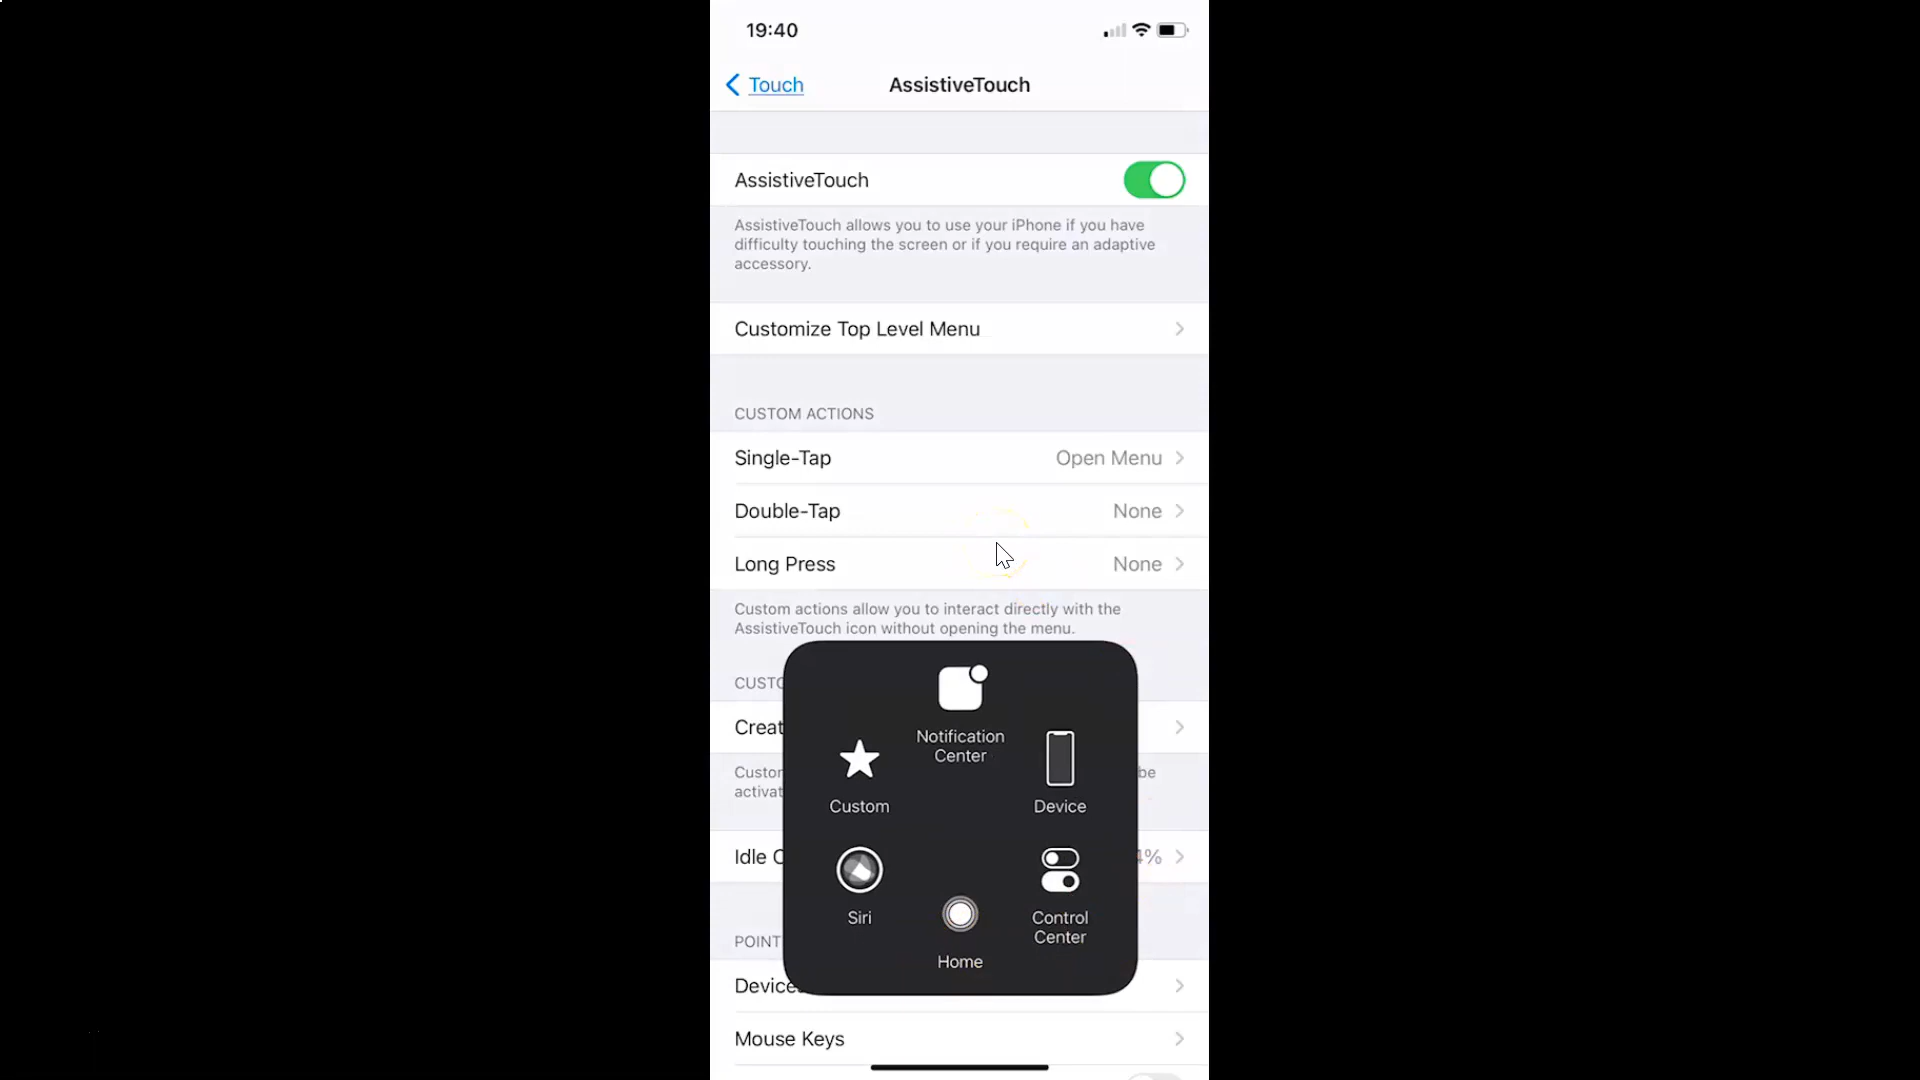 19:40
Touch
AssistiveTouch
AssistiveTouch
AssistiveTouch allows you to use your iPhone if you have
difficulty touching the screen or if you require an adaptive
accessory.
Customize Top Level Menu
CUSTOM ACTIONS
Single-Tap
Open Menu
Double-Tap
None
Long Press
None
Custom actions allow you to interact directly with the
AssistiveTouch icon without opening the menu.
CUSTO
Creat
Custom
be
activat
Idle O
4%
POINT
Devices
Mouse Keys
Notification
Center
Custom
Device
Siri
Control
Center
Home